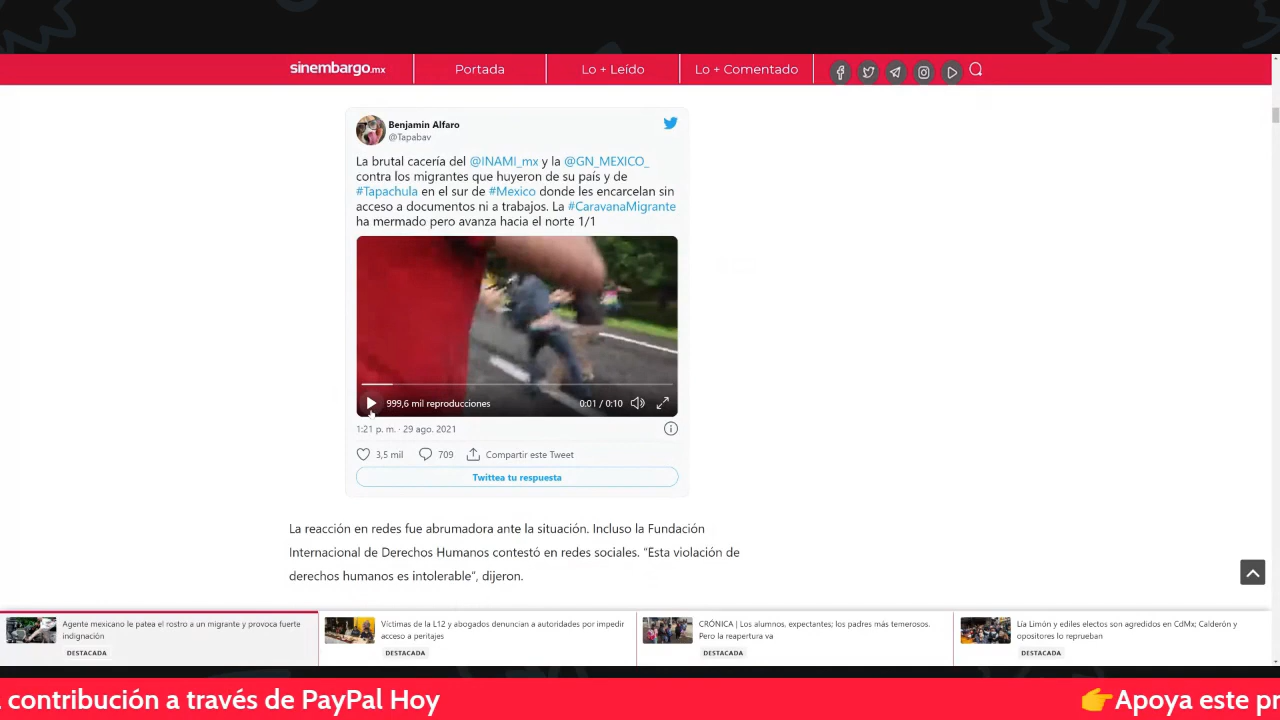 sinembargo.mx
Portada
Lo + Leído
Lo + Comentado
Benjamin Alfaro
@Tapabav
La brutal cacería del @INAMI_mx y la @GN_MEXICO_
contra los migrantes que huyeron de su país y de
#Tapachula en el sur de #Mexico donde les encarcelan sin
acceso a documentos ni a trabajos. La #CaravanaMigrante
ha mermado pero avanza hacia el norte 1/1
999,6 mil reproducciones
0:01 / 0:10
1:21 p. m. · 29 ago. 2021
3,5 mil
709
Compartir este Tweet
Twittea tu respuesta
La reacción en redes fue abrumadora ante la situación. Incluso la Fundación
Internacional de Derechos Humanos contestó en redes sociales. “Esta violación de
derechos humanos es intolerable”, dijeron.
Agente mexicano le patea el rostro a un migrante y provoca fuerte
indignación
DESTACADA
Víctimas de la L12 y abogados denuncian a autoridades por impedir
acceso a peritajes
DESTACADA
CRÓNICA | Los alumnos, expectantes; los padres más temerosos.
Pero la reapertura va
DESTACADA
Lía Limón y ediles electos son agredidos en CdMx; Calderón y
opositores lo reprueban
DESTACADA
contribución a través de PayPal Hoy
👉Apoya este pr